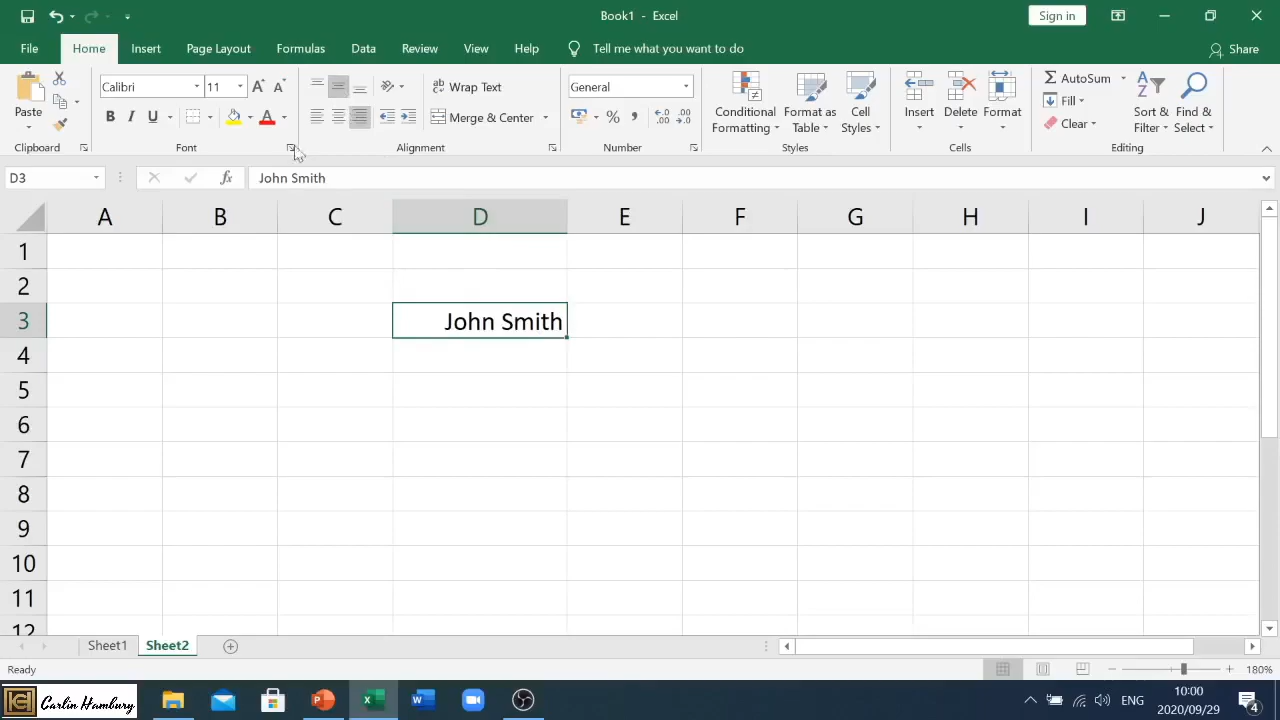 Book1 - Excel
Sign in
File Home Insert Page Layout Formulas Data Review View Help Tell me what you want to do Share
Paste
Calibri 11
B I U A
Wrap Text
Merge & Center
General
% ,
Conditional Formatting
Format as Table
Cell Styles
Insert
Delete
Format
AutoSum
Fill
Clear
Sort & Filter
Find & Select
Clipboard Font Alignment Number Styles Cells Editing
D3 fx John Smith
A B C D E F G H I J
1
2
3 John Smith
4
5
6
7
8
9
10
11
12
Sheet1 Sheet2
Ready 180%
Carlin Hambury
ENG
10:00
2020/09/29
4